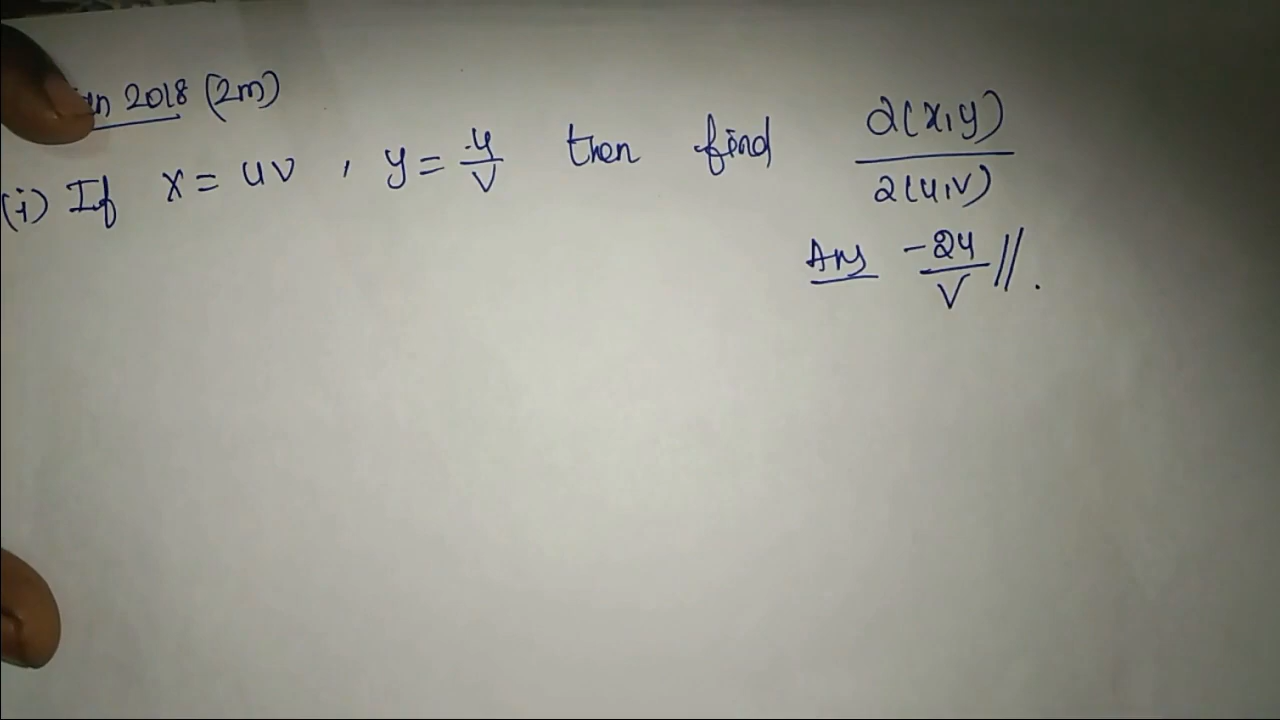 2018 (2m)
(i) If x = uv , y = u/v then find ∂(x,y)/∂(u,v)
Ans -2u/v //.